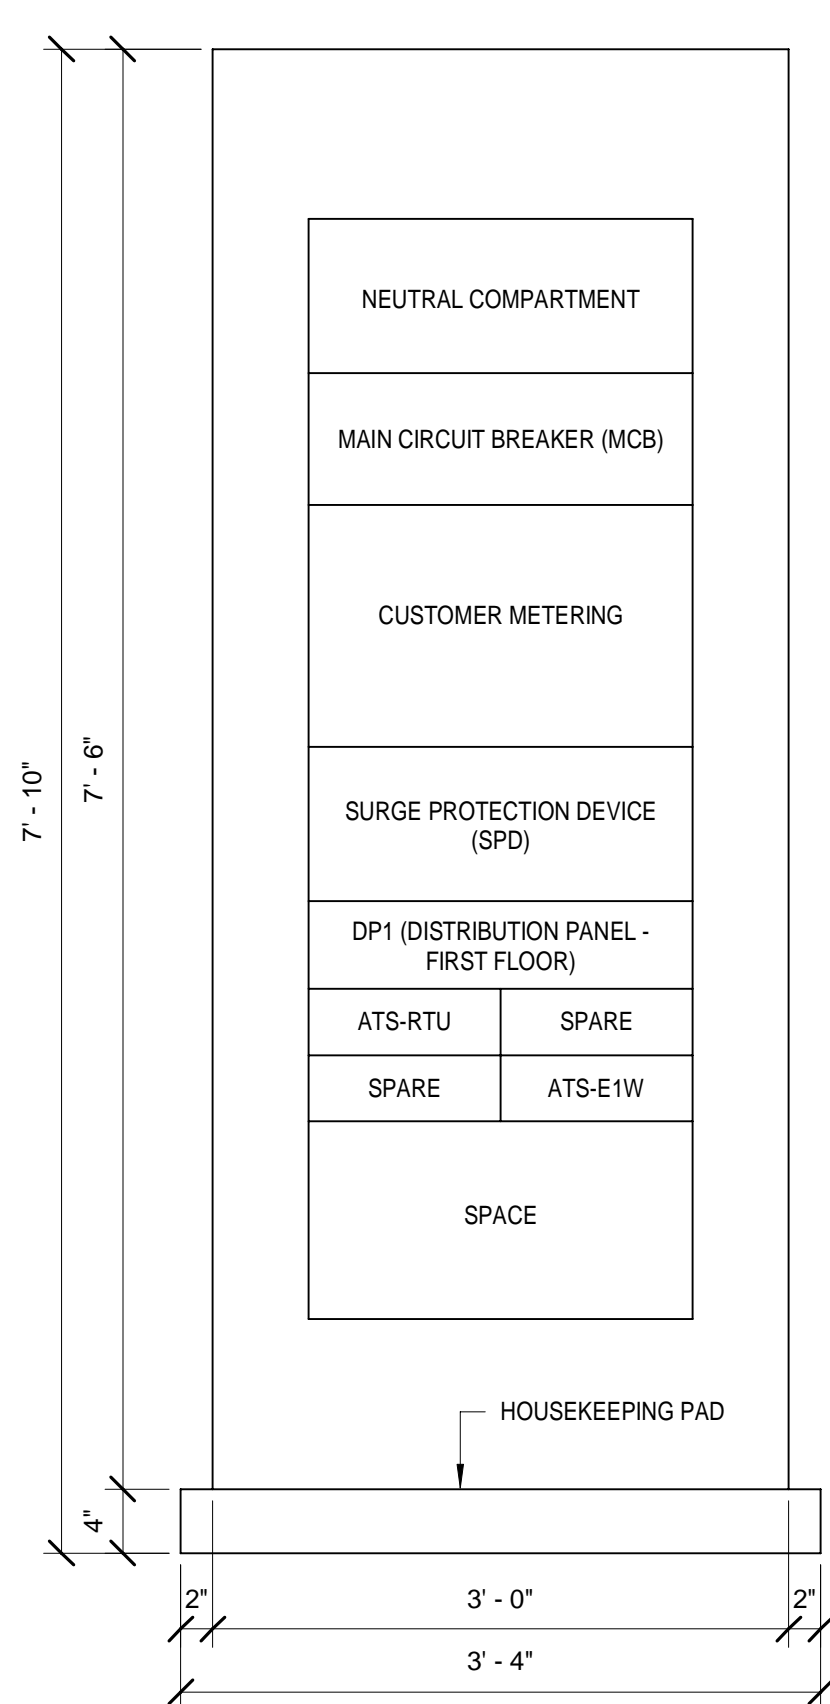 NEUTRAL COMPARTMENT
MAIN CIRCUIT BREAKER (MCB)
CUSTOMER METERING
7' - 10"
7' - 6"
SURGE PROTECTION DEVICE
(SPD)
DP1 (DISTRIBUTION PANEL -
FIRST FLOOR)
ATS-RTU
SPARE
SPARE
ATS-E1W
SPACE
HOUSEKEEPING PAD
4"
2"
3' - 0"
2"
3' - 4"